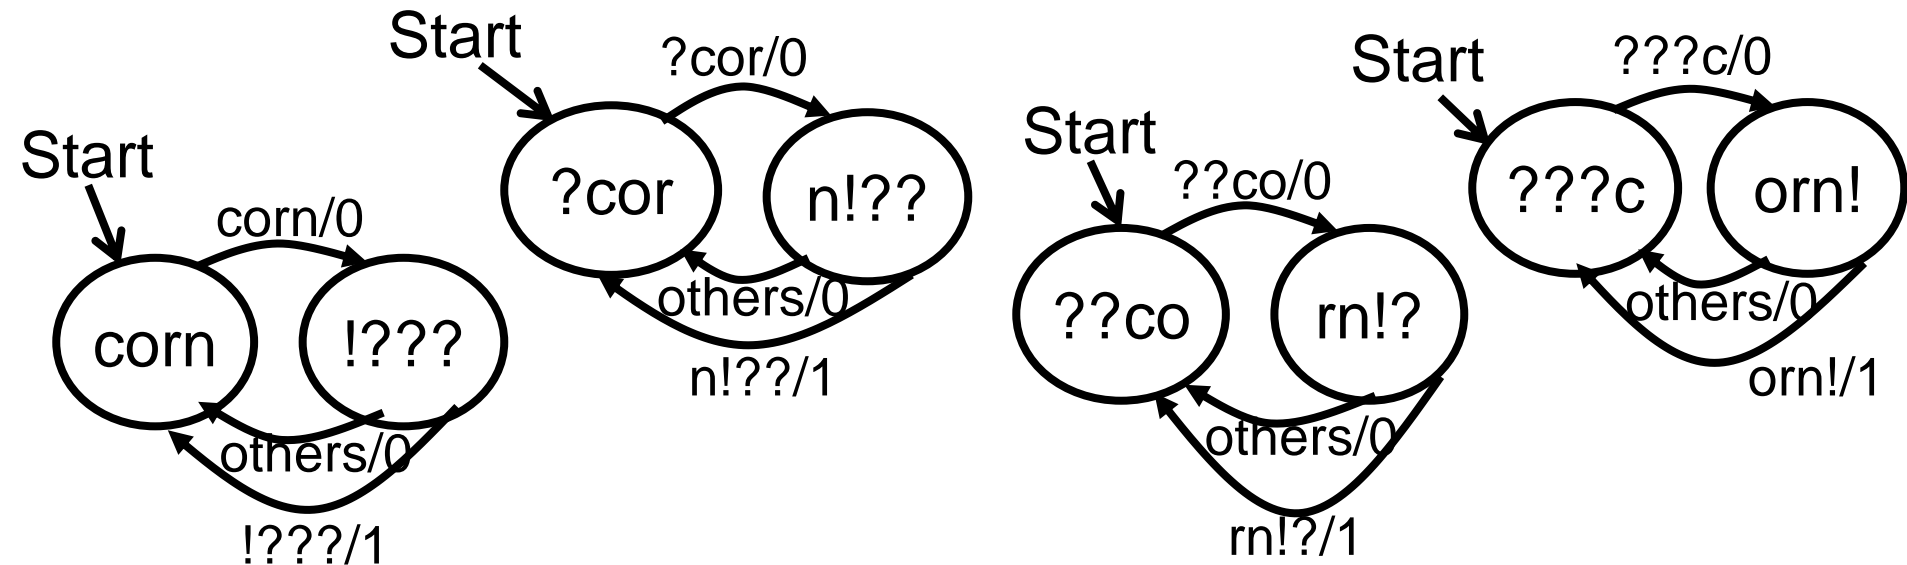 Start
corn/0
corn
!???
others/0
!???/1
Start
?cor/0
?cor
n!??
others/0
n!??/1
Start
??co/0
??co
rn!?
others/0
rn!?/1
Start
???c/0
???c
orn!
others/0
orn!/1